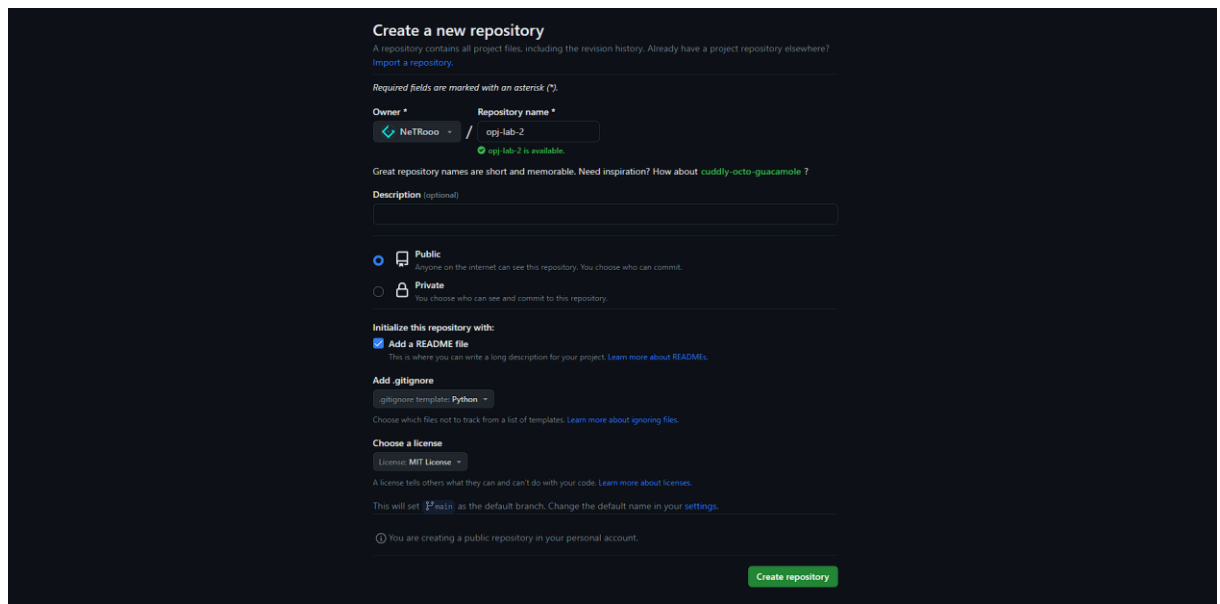 Create a new repository
A repository contains all project files, including the revision history. Already have a project repository elsewhere?
Import a repository.
Required fields are marked with an asterisk (*).
Owner * Repository name *
NeTRooo / opj-lab-2
opj-lab-2 is available.
Great repository names are short and memorable. Need inspiration? How about cuddly-octo-guacamole ?
Description (optional)
Public
Anyone on the internet can see this repository. You choose who can commit.
Private
You choose who can see and commit to this repository.
Initialize this repository with:
Add a README file
This is where you can write a long description for your project. Learn more about READMEs.
Add .gitignore
.gitignore template: Python
Choose which files not to track from a list of templates. Learn more about ignoring files.
Choose a license
License: MIT License
A license tells others what they can and can't do with your code. Learn more about licenses.
This will set main as the default branch. Change the default name in your settings.
You are creating a public repository in your personal account.
Create repository